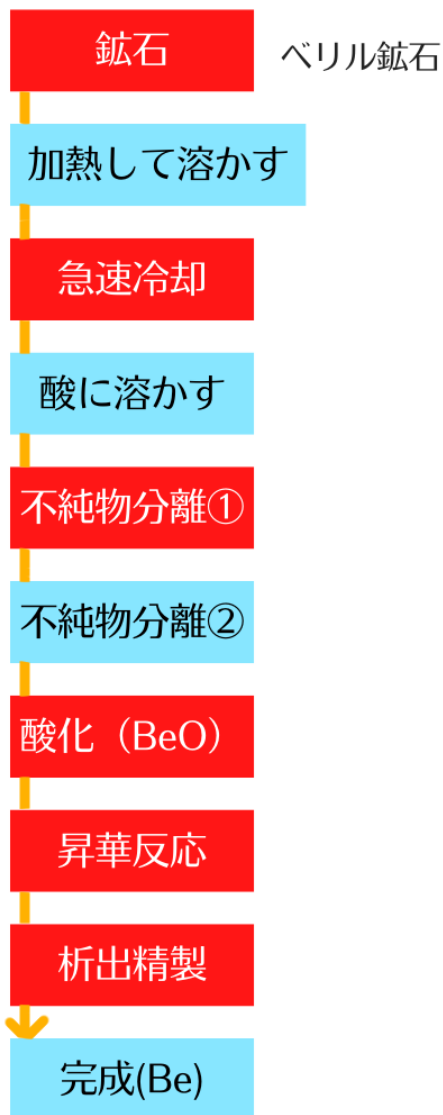 鉱石
ベリル鉱石
加熱して溶かす
急速冷却
酸に溶かす
不純物分離①
不純物分離②
酸化（BeO）
昇華反応
析出精製
完成(Be)